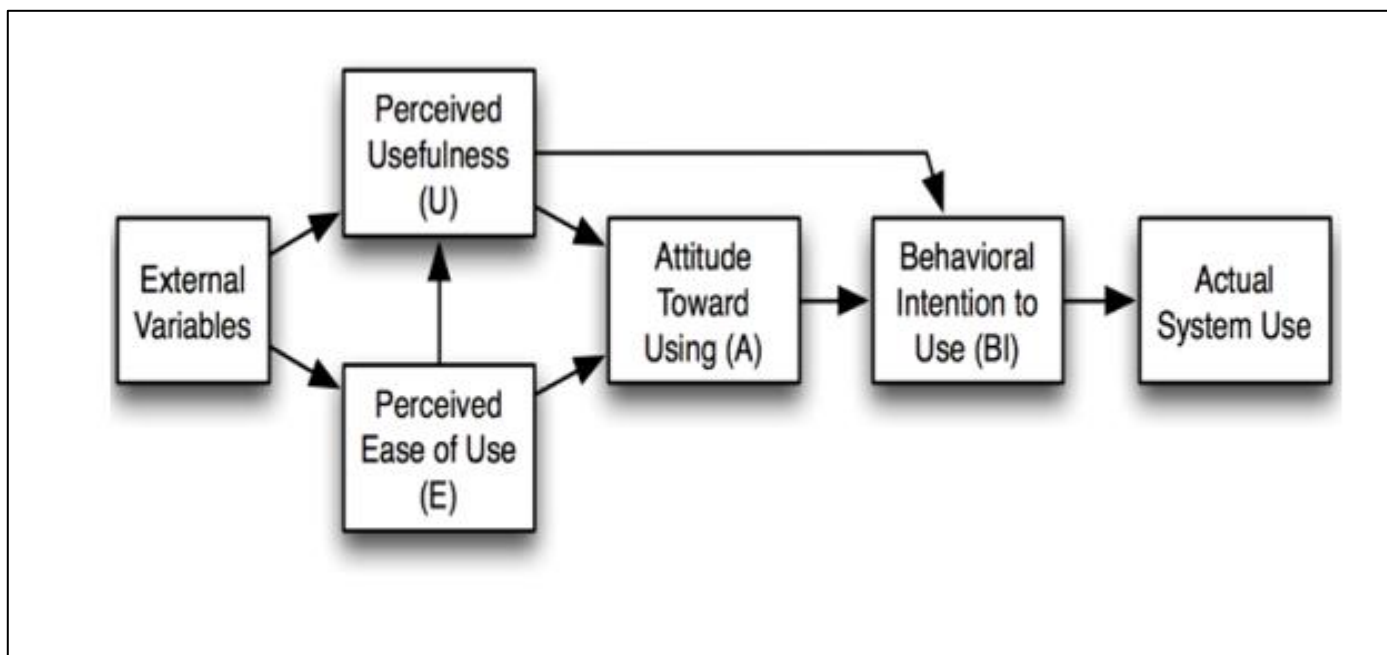 External
Variables
Perceived
Usefulness
(U)
Perceived
Ease of Use
(E)
Attitude
Toward
Using (A)
Behavioral
Intention to
Use (BI)
Actual
System Use